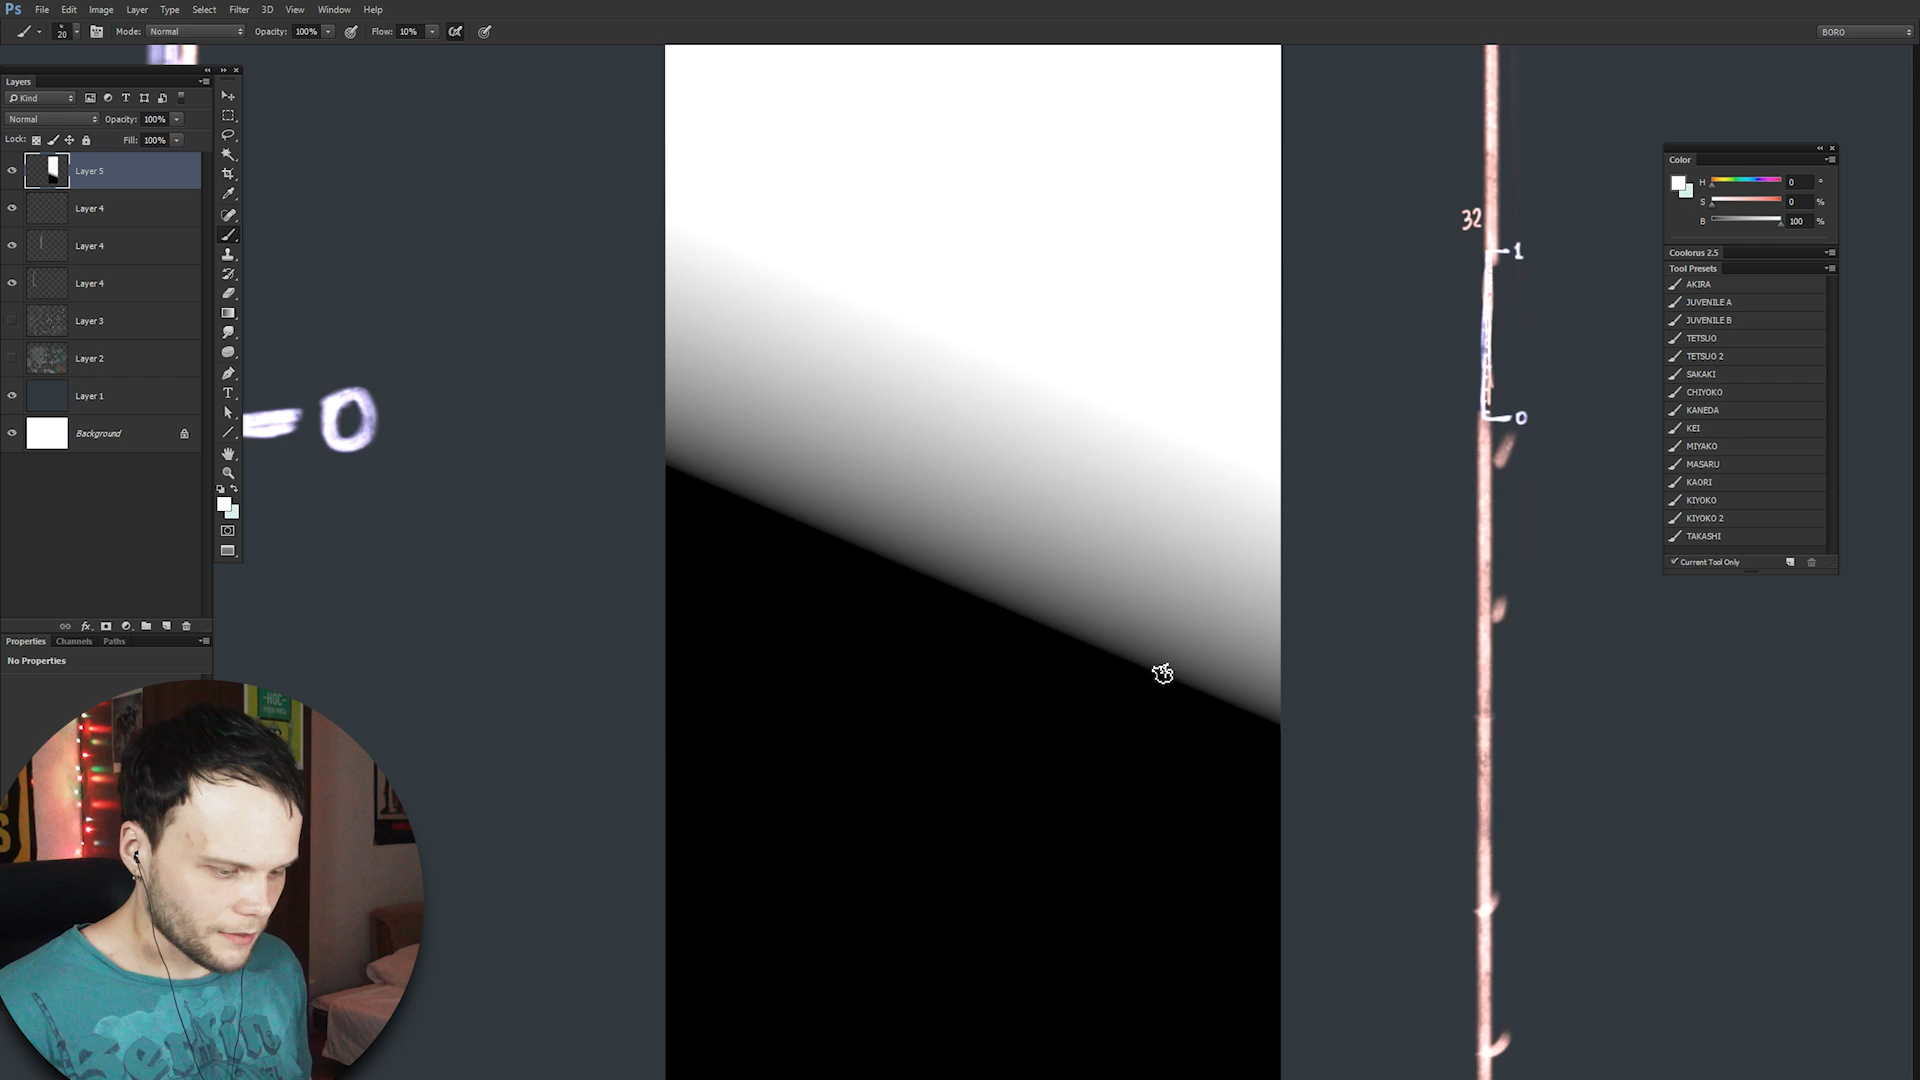 Ps File Edit Image Layer Type Select Filter 3D View Window Help
20 Mode: Normal Opacity: 100% Flow: 10% BORO
Layers
Kind
Normal Opacity: 100%
Lock: Fill: 100%
Layer 5
Layer 4
Layer 4
Layer 4
Layer 3
Layer 2
Layer 1
Background
Properties Channels Paths
No Properties
0
32
1
0
Color
H 0 °
S 0 %
B 100 %
Coolorus 2.5
Tool Presets
AKIRA
JUVENILE A
JUVENILE B
TETSUO
TETSUO 2
SAKAKI
CHIYOKO
KANEDA
KEI
MIYAKO
MASARU
KAORI
KIYOKO
KIYOKO 2
TAKASHI
Current Tool Only
-HOC-